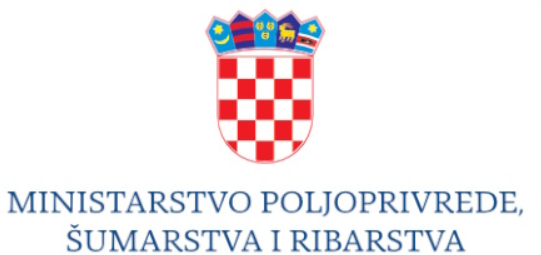 MINISTARSTVO POLJOPRIVREDE,
ŠUMARSTVA I RIBARSTVA